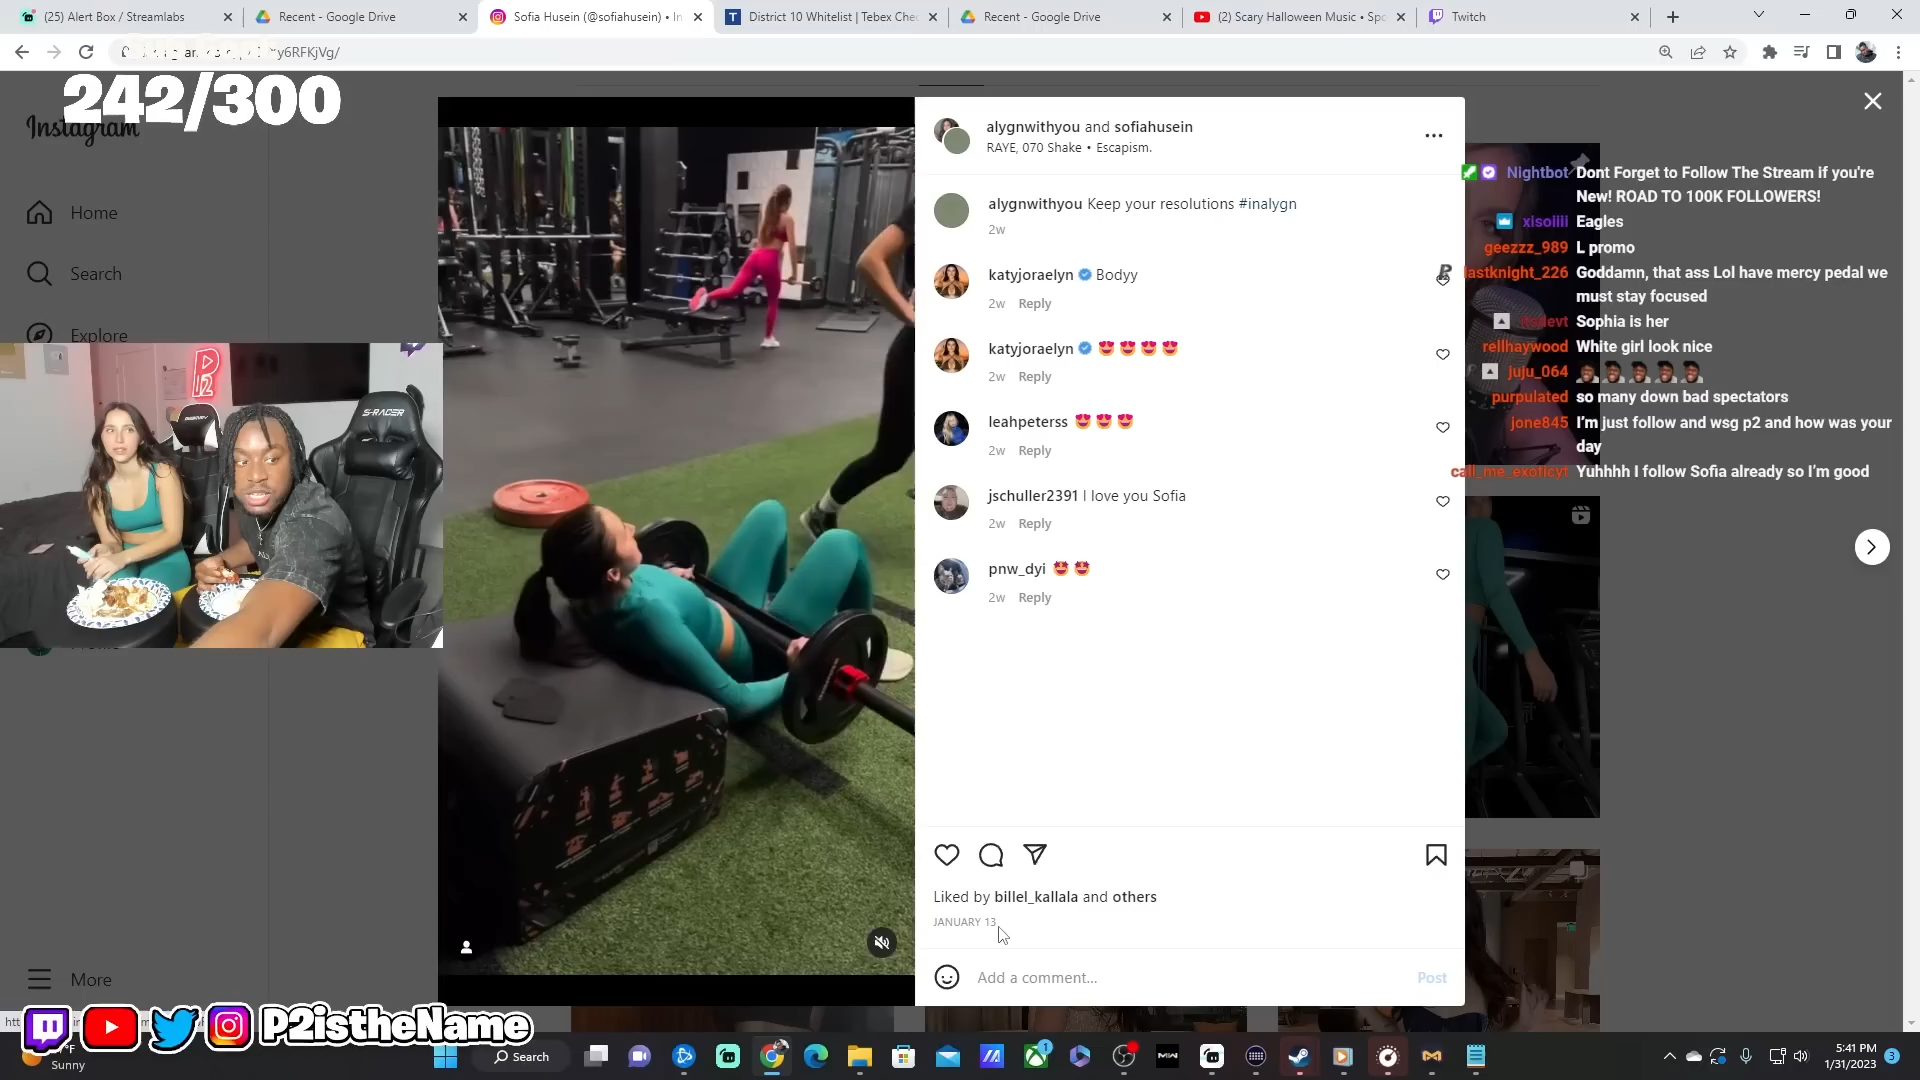 (25) Alert Box / Streamlabs
Recent - Google Drive
Sofia Husein (@sofiahusein) • In
District 10 Whitelist | Tebex Chec
Recent - Google Drive
(2) Scary Halloween Music • Spo
Twitch
y6RFKjVg/
242/300
Instagram
Home
Search
Explore
More
P2
S-RACER
alygnwithyou and sofiahusein
RAYE, 070 Shake • Escapism.
alygnwithyou Keep your resolutions #inalygn
2w
katyjoraelyn Bodyy
2w Reply
katyjoraelyn 😍 😍 😍 😍
2w Reply
leahpeterss 😍 😍 😍
2w Reply
jschuller2391 I love you Sofia
2w Reply
pnw_dyi 🤩 🤩
2w Reply
Liked by billel_kallala and others
JANUARY 13
Add a comment...
Post
Nightbot Dont Forget to Follow The Stream if you're
New! ROAD TO 100K FOLLOWERS!
xisoiiii Eagles
geezzz_989 L promo
lastknight_226 Goddamn, that ass Lol have mercy pedal we
must stay focused
Sophia is her
rellhaywood White girl look nice
juju_064
purpulated so many down bad spectators
jone845 I'm just follow and wsg p2 and how was your
day
call_me_exoticyt Yuhhhh I follow Sofia already so I'm good
P2istheName
Sunny
Search
5:41 PM
1/31/2023
3